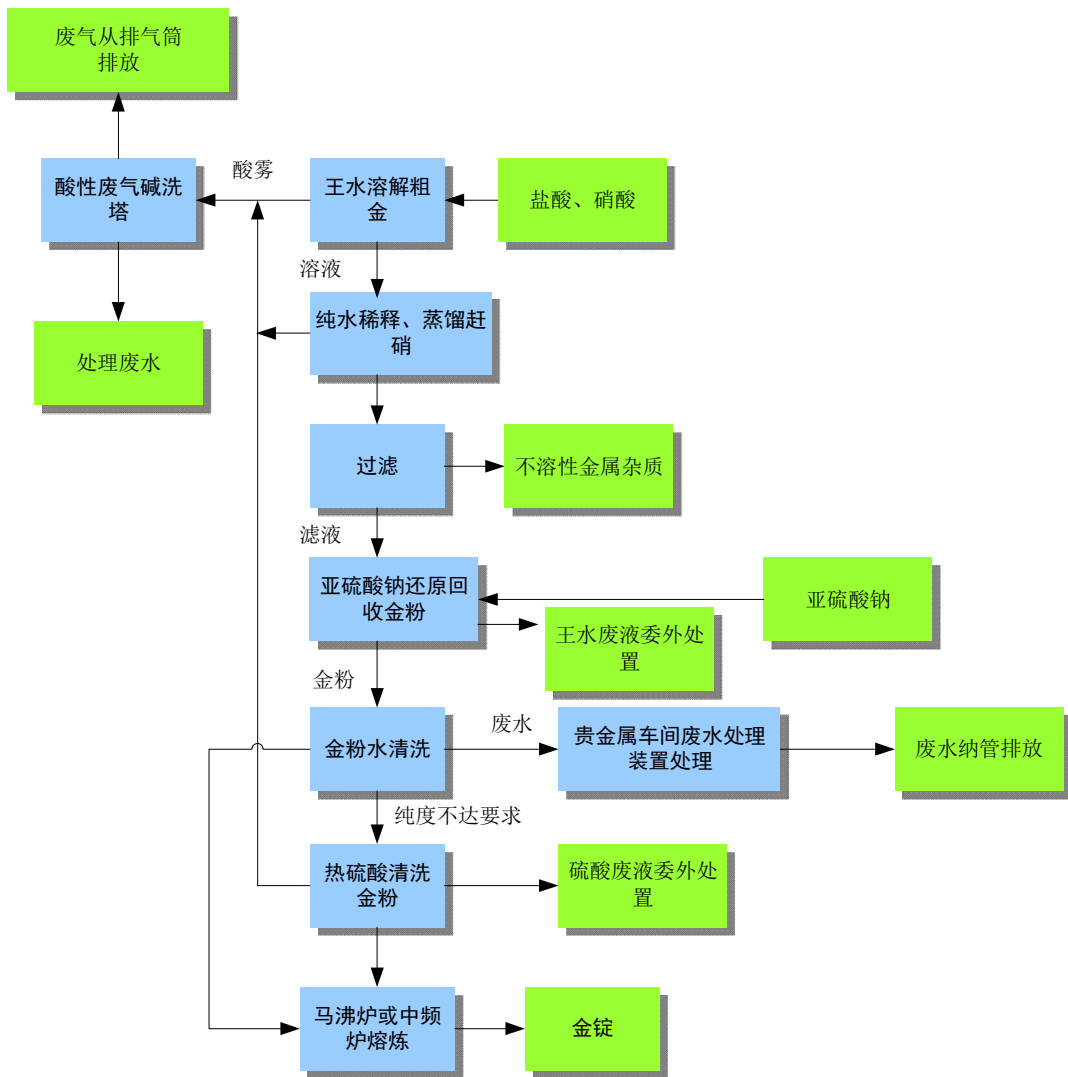 废气从排气筒
排放
酸雾
酸性废气碱洗
塔
王水溶解粗
金
盐酸、硝酸
溶液
纯水稀释、蒸馏赶
硝
处理废水
过滤
不溶性金属杂质
滤液
亚硫酸钠还原回
收金粉
亚硫酸钠
王水废液委外处
置
金粉
金粉水清洗
废水
贵金属车间废水处理
装置处理
废水纳管排放
纯度不达要求
热硫酸清洗
金粉
硫酸废液委外处
置
马沸炉或中频
炉熔炼
金锭